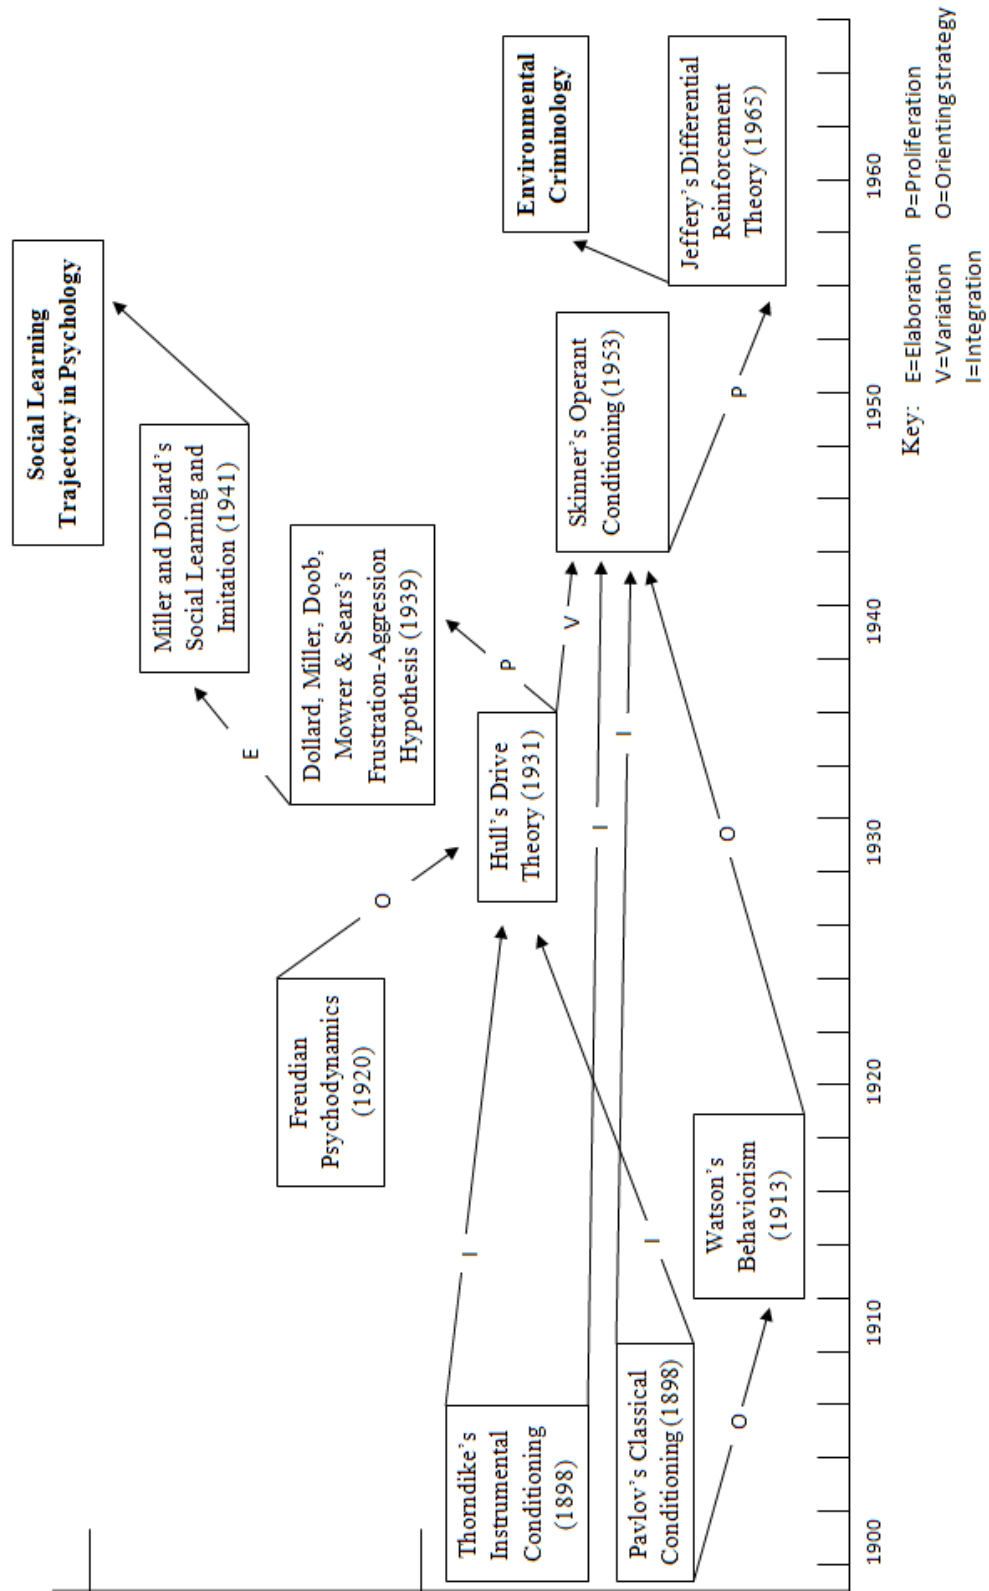 Social Learning
Trajectory in Psychology
Miller and Dollard's
Social Learning and
Imitation (1941)
E
Dollard, Miller, Doob,
Mowrer & Sears's
Frustration-Aggression
Hypothesis (1939)
Freudian
Psychodynamics
(1920)
O
P
Hull's Drive
Theory (1931)
Thorndike's
Instrumental
Conditioning
(1898)
I
V
I
I
Skinner's Operant
Conditioning (1953)
Environmental
Criminology
Pavlov's Classical
Conditioning (1898)
I
O
O
P
Watson's
Behaviorism
(1913)
Jeffery's Differential
Reinforcement
Theory (1965)
1900
1910
1920
1930
1940
1950
1960
Key: E=Elaboration P=Proliferation
V=Variation O=Orienting strategy
I=Integration